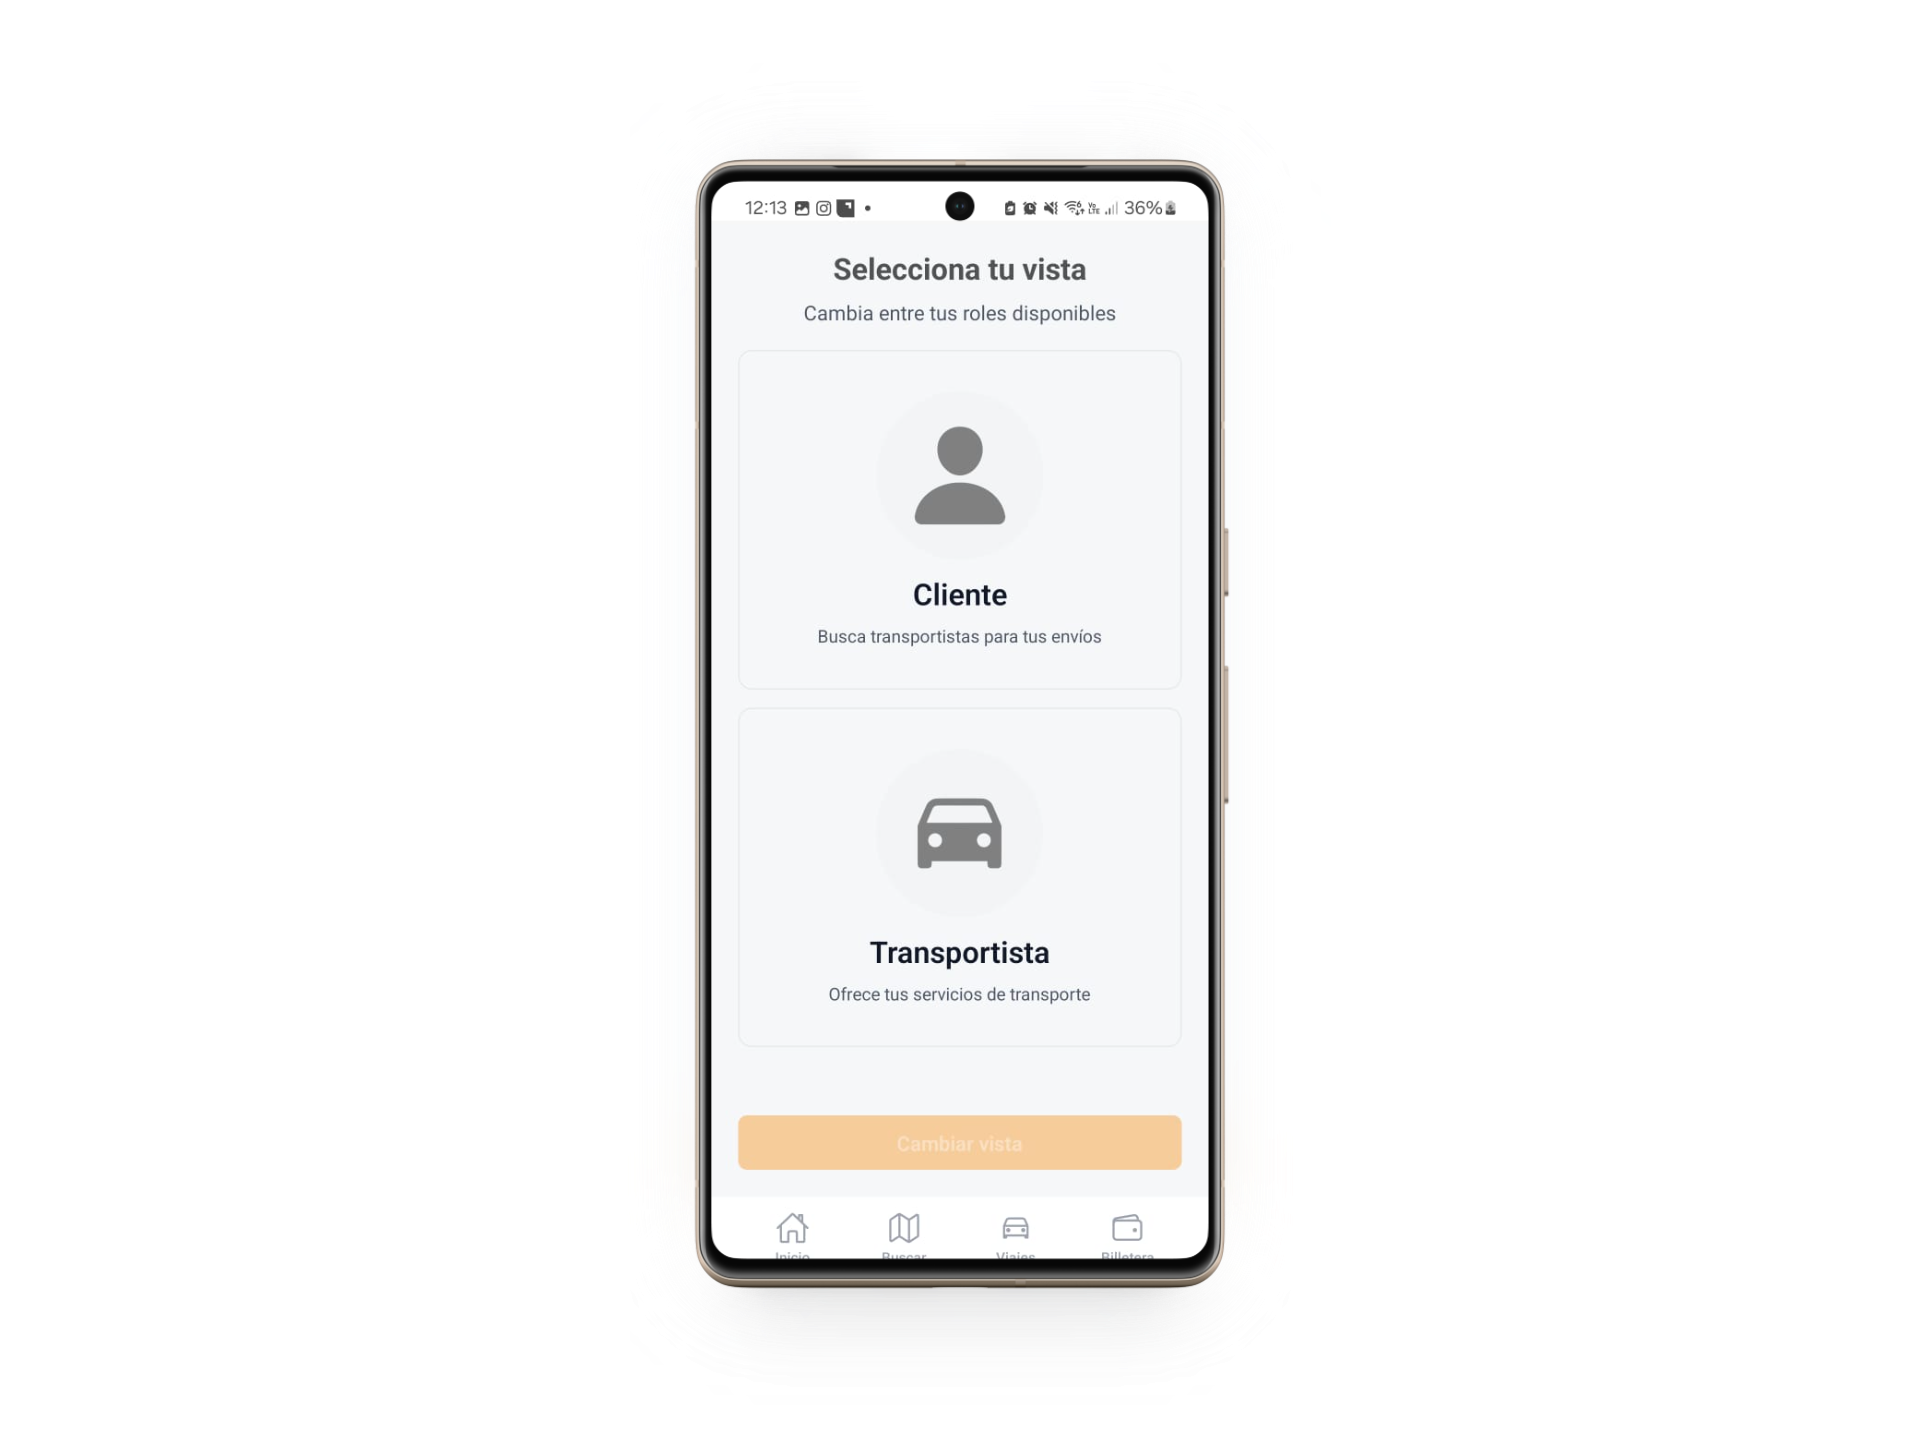 12:13
VoLTE
36%
Selecciona tu vista
Cambia entre tus roles disponibles
Cliente
Busca transportistas para tus envíos
Transportista
Ofrece tus servicios de transporte
Cambiar vista
Inicio Buscar Viajes Billetera